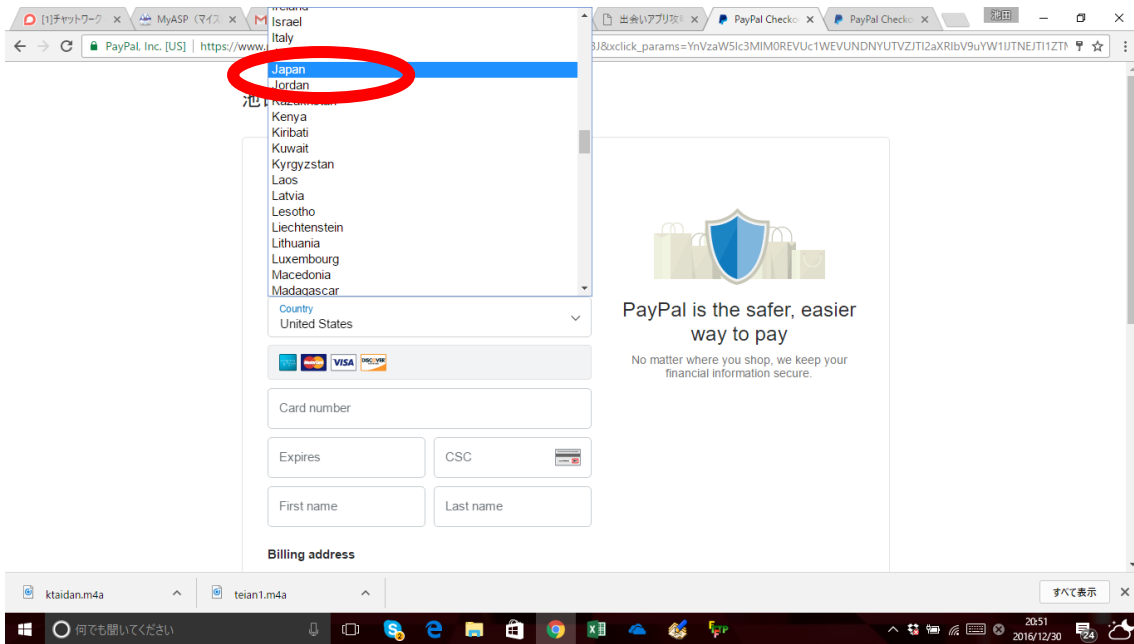 [1]チャットワーク
MyASP（マイス
出会いアプリ攻
PayPal Checko
PayPal Checko
池田
PayPal, Inc. [US]
https://www.
Israel
Italy
Japan
Jordan
Kazakhstan
Kenya
Kiribati
Kuwait
Kyrgyzstan
Laos
Latvia
Lesotho
Liechtenstein
Lithuania
Luxembourg
Macedonia
Madagascar
Country
United States
VISA
DISCOVER
Card number
Expires
CSC
First name
Last name
Billing address
PayPal is the safer, easier
way to pay
No matter where you shop, we keep your
financial information secure.
ktaidan.m4a
teian1.m4a
すべて表示
何でも聞いてください
20:51
2016/12/30
24